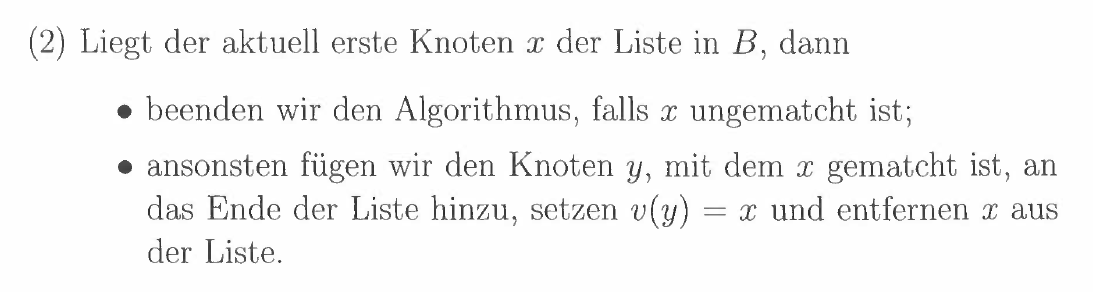 (2) Liegt der aktuell erste Knoten x der Liste in B, dann
• beenden wir den Algorithmus, falls x ungematcht ist;
• ansonsten fügen wir den Knoten y, mit dem x gematcht ist, an
das Ende der Liste hinzu, setzen v(y) = x und entfernen x aus
der Liste.